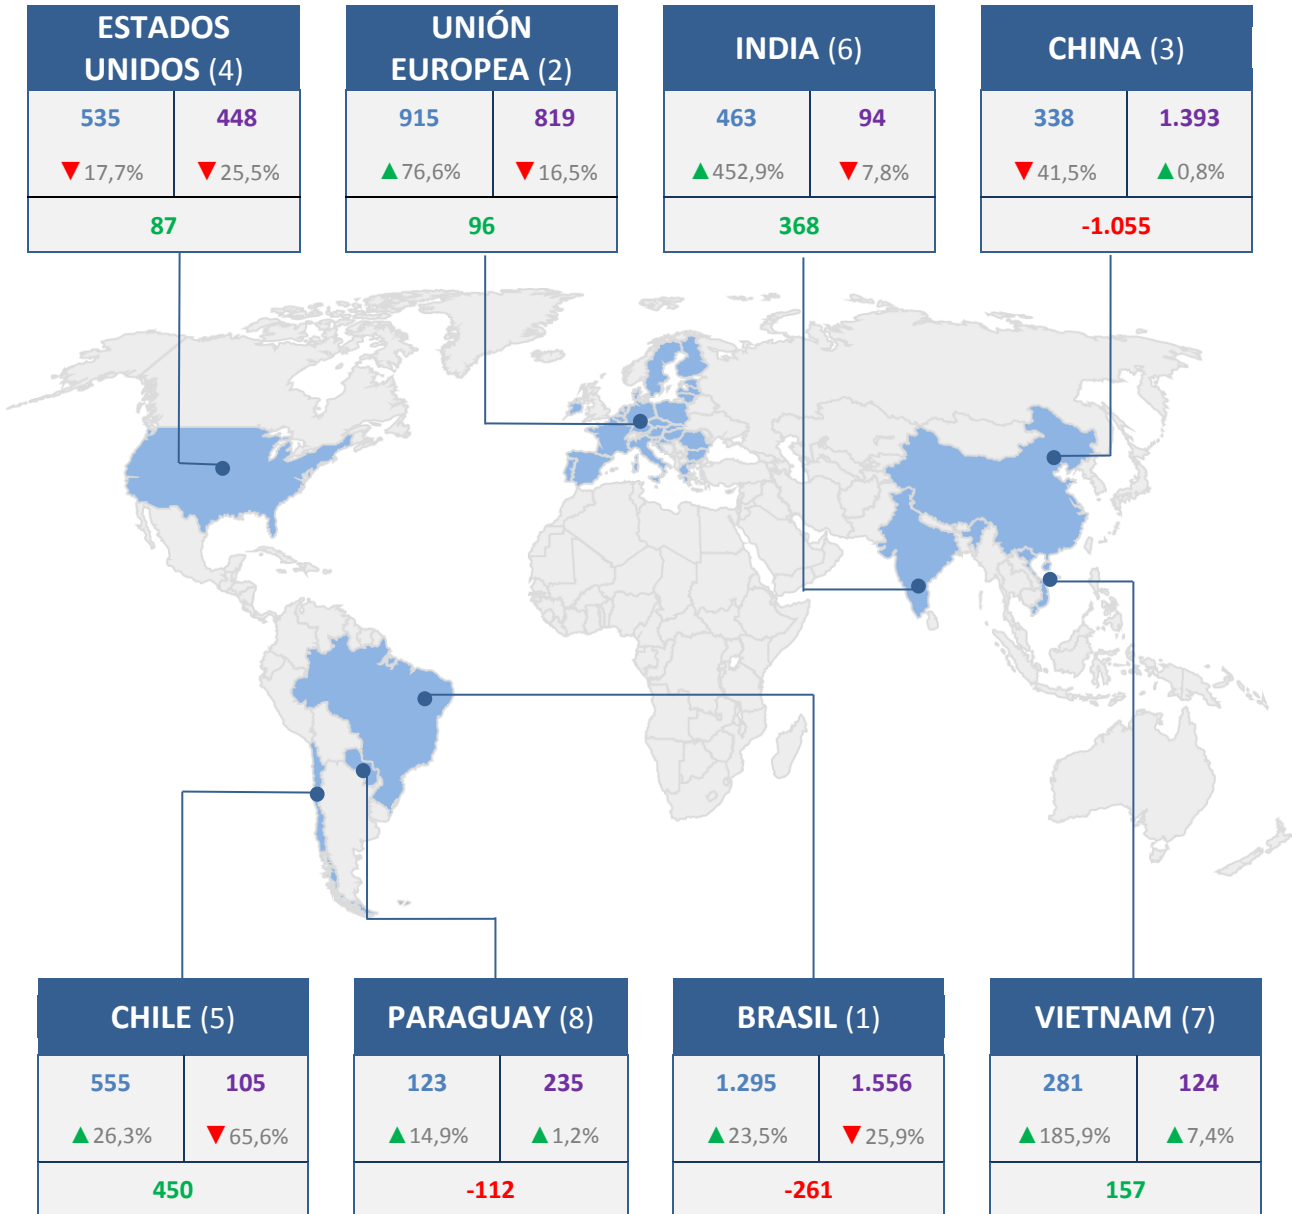 ESTADOS
UNIDOS (4)
535 448
▼17,7% ▼25,5%
87
UNIÓN
EUROPEA (2)
915 819
▲76,6% ▼16,5%
96
INDIA (6)
463 94
▲452,9% ▼7,8%
368
CHINA (3)
338 1.393
▼41,5% ▲0,8%
-1.055
CHILE (5)
555 105
▲26,3% ▼65,6%
450
PARAGUAY (8)
123 235
▲14,9% ▲1,2%
-112
BRASIL (1)
1.295 1.556
▲23,5% ▼25,9%
-261
VIETNAM (7)
281 124
▲185,9% ▲7,4%
157